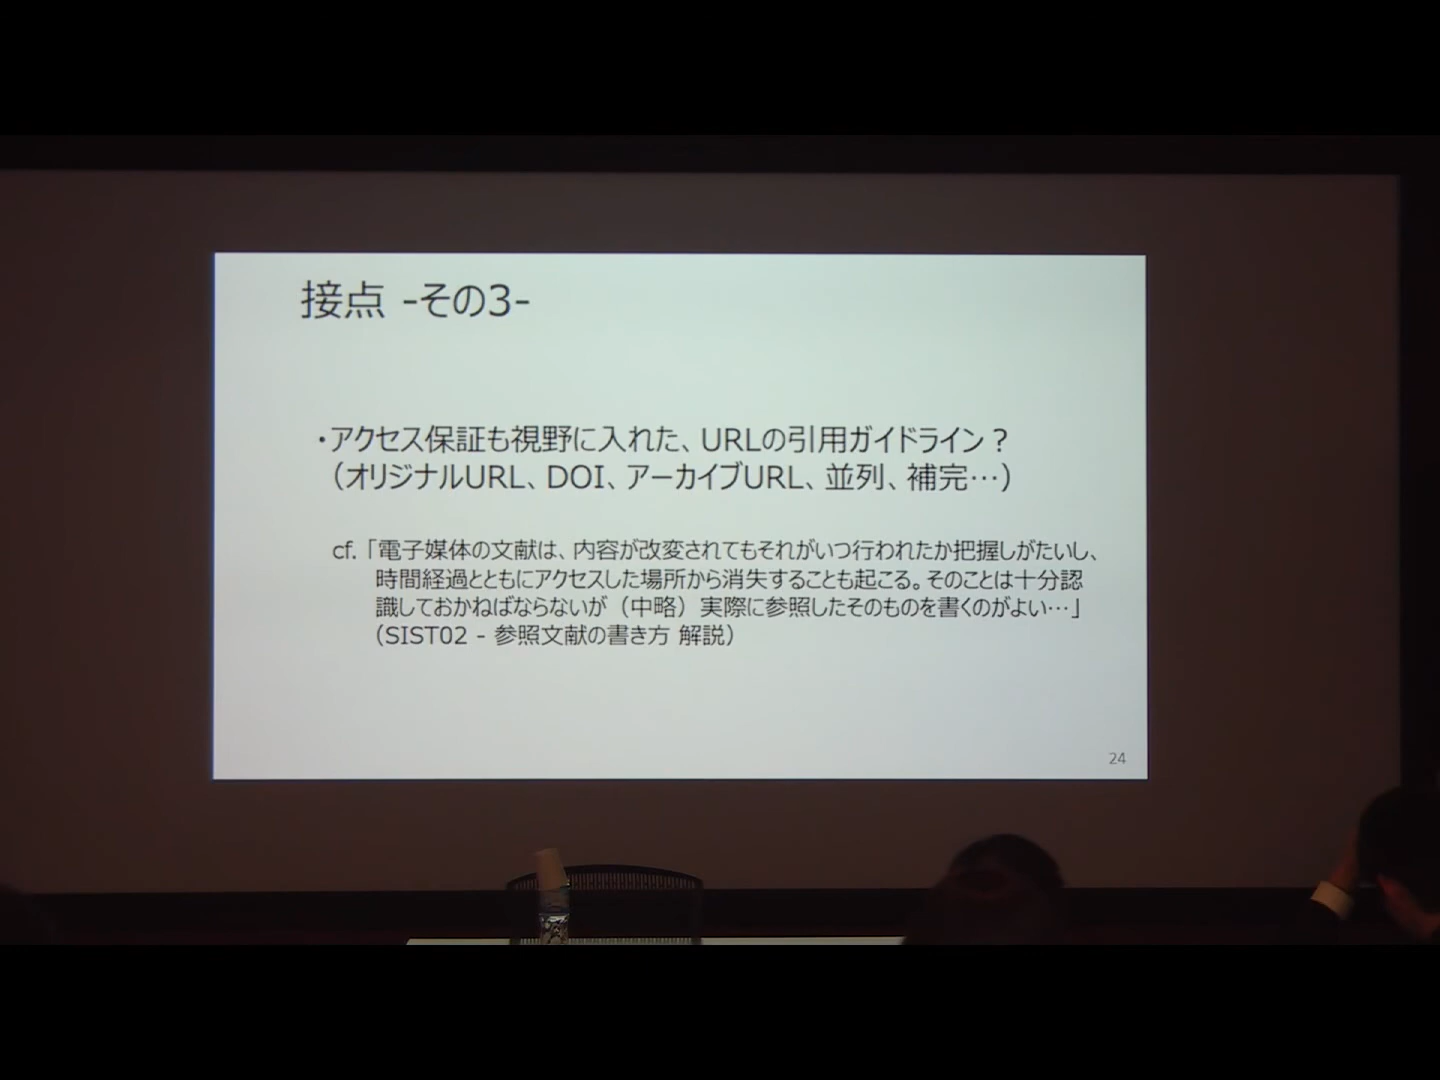 接点 -その3-
・アクセス保証も視野に入れた、URLの引用ガイドライン？
（オリジナルURL、DOI、アーカイブURL、並列、補完…）
cf.「電子媒体の文献は、内容が改変されてもそれがいつ行われたか把握しがたいし、
時間経過とともにアクセスした場所から消失することも起こる。そのことは十分認
識しておかねばならないが（中略）実際に参照したそのものを書くのがよい…」
（SIST02 - 参照文献の書き方 解説）
24